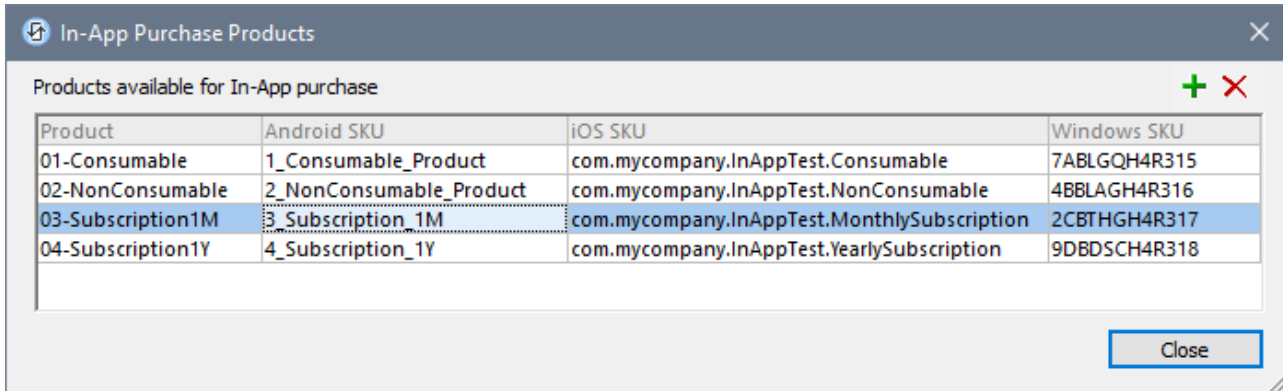 In-App Purchase Products
Products available for In-App purchase
Product Android SKU iOS SKU Windows SKU
01-Consumable 1_Consumable_Product com.mycompany.InAppTest.Consumable 7ABLGQH4R315
02-NonConsumable 2_NonConsumable_Product com.mycompany.InAppTest.NonConsumable 4BBLAGH4R316
03-Subscription1M 3_Subscription_1M com.mycompany.InAppTest.MonthlySubscription 2CBTHGH4R317
04-Subscription1Y 4_Subscription_1Y com.mycompany.InAppTest.YearlySubscription 9DBDSCH4R318
Close